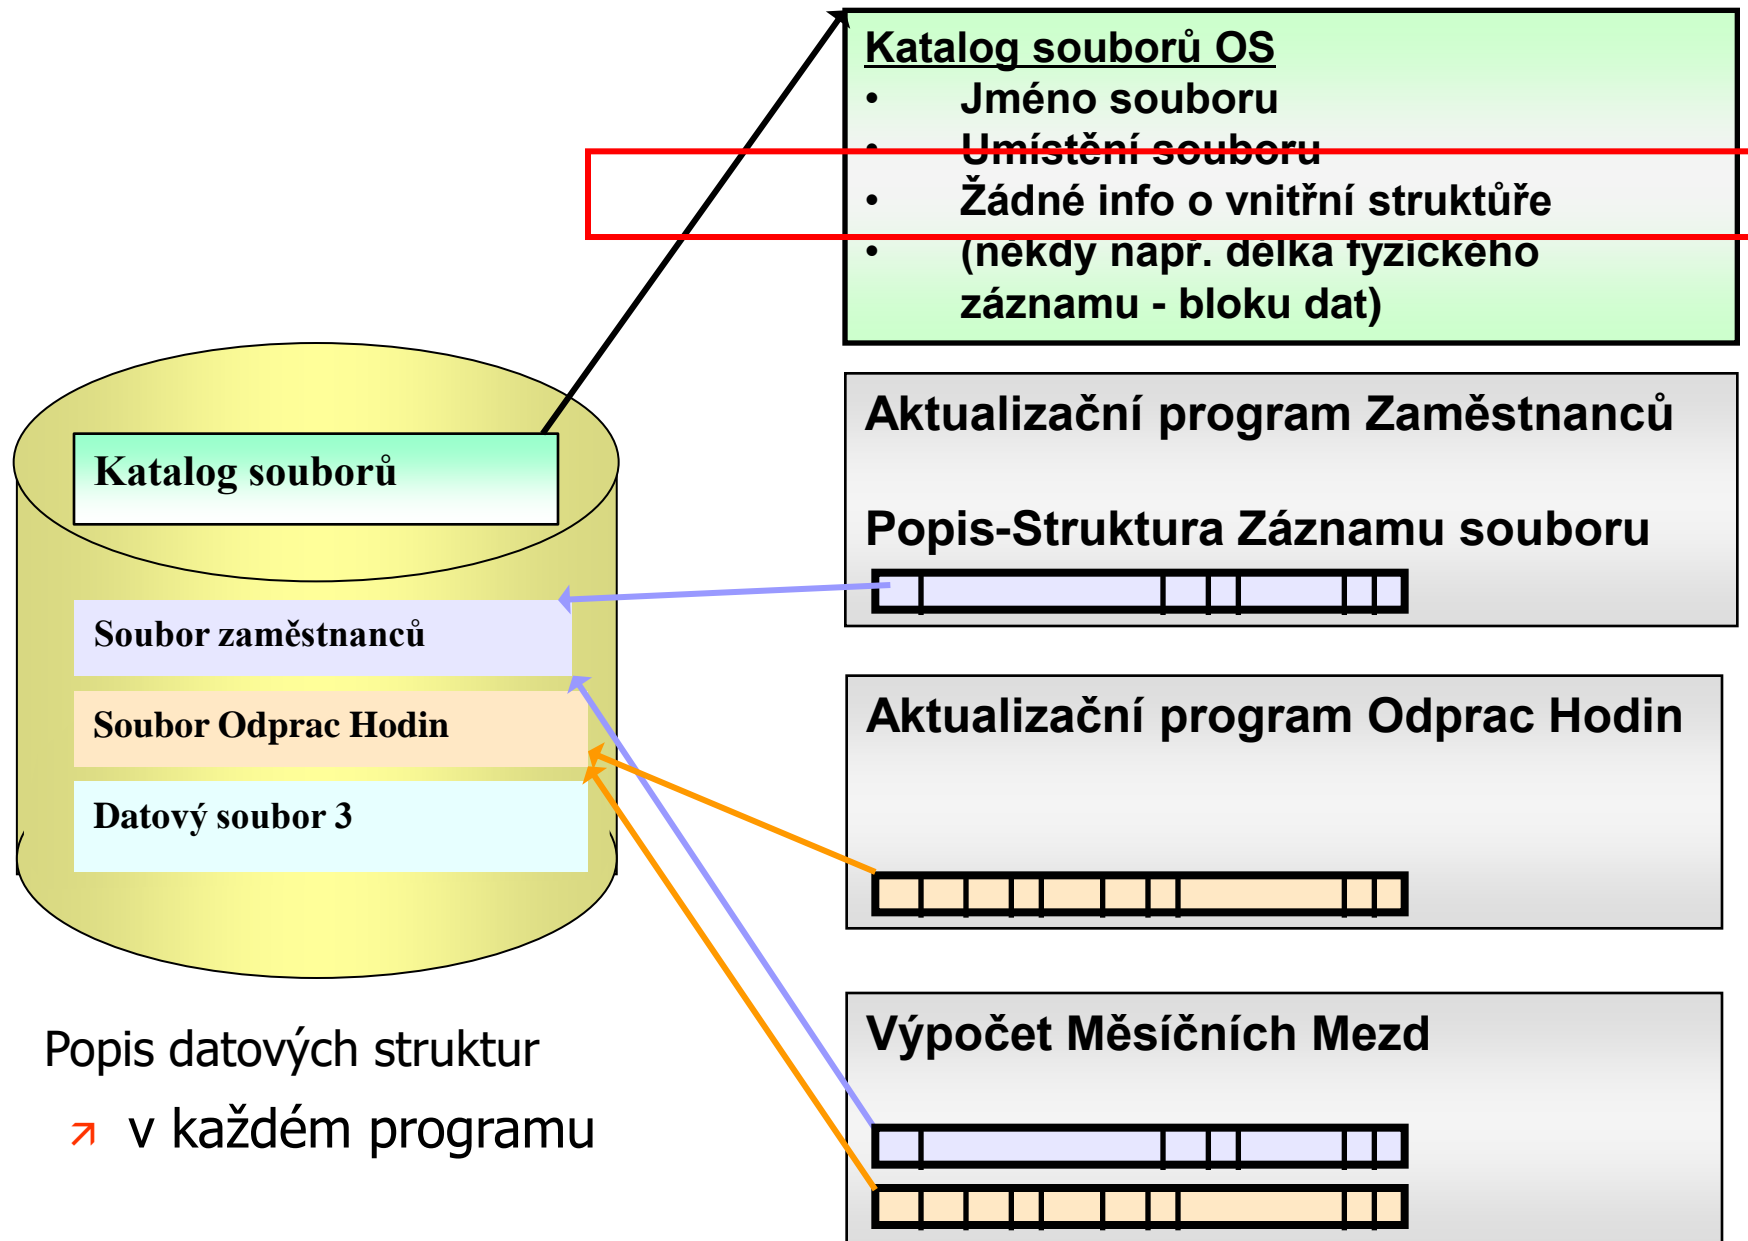 Katalog souborů OS
• Jméno souboru
• Umístění souboru
• Žádné info o vnitřní struktůře
• (někdy např. délka fyzického
záznamu - bloku dat)
Katalog souborů
Soubor zaměstnanců
Soubor Odprac Hodin
Datový soubor 3
Aktualizační program Zaměstnanců
Popis-Struktura Záznamu souboru
Aktualizační program Odprac Hodin
Výpočet Měsíčních Mezd
Popis datových struktur
v každém programu